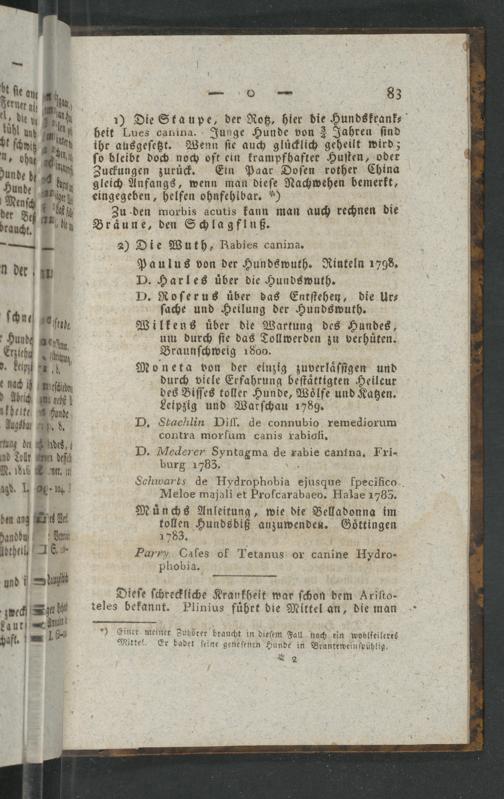 — 0 — 83
1) Die Staupe, der Rotz, hier die Hundskrank-
heit Lues canina. Junge Hunde von ¾ Jahren sind
ihr ausgesetzt. Wenn sie auch glücklich geheilt wird;
so bleibt doch noch oft ein krampfhafter Husten, oder
Zuckungen zurück. Ein Paar Dosen rother China
gleich Anfangs, wenn man diese Nachwehen bemerkt,
eingegeben, helfen ohnfehlbar. *)
Zu den morbis acutis kann man auch rechnen die
Bräune, den Schlagfluß.
2) Die Wuth, Rabies canina.
Paulus von der Hundswuth. Rinteln 1798.
D. Harles über die Hundswuth.
D. Roserus über das Entstehen, die Ur-
sache und Heilung der Hundswuth.
Wilkens über die Wartung des Hundes,
um durch sie das Tollwerden zu verhüten.
Braunschweig 1800.
Moneta von der einzig zuverlässigen und
durch viele Erfahrung bestättigten Heilcur
des Bisses toller Hunde, Wölfe und Katzen.
Leipzig und Warschau 1789.
D. Staehlin Diſſ. de connubio remediorum
contra morſum canis rabioſi.
D. Mederer Syntagma de rabie canina. Fri-
burg 1783.
Schwarts de Hydrophobia ejusque ſpecifico
Meloe majali et Proſcarabaeo. Halae 1783.
Münchs Anleitung, wie die Belladonna im
tollen Hundsbiß anzuwenden. Göttingen
1783.
Parry Caſes of Tetanus or canine Hydro-
phobia.
Diese schreckliche Krankheit war schon dem Aristo-
teles bekannt. Plinius führt die Mittel an, die man
*) Einer meiner Zuhörer braucht in diesem Fall noch ein wohlfeileres
Mittel. Er badet seine genesenen Hunde in Branteweinspühlig.
* 2